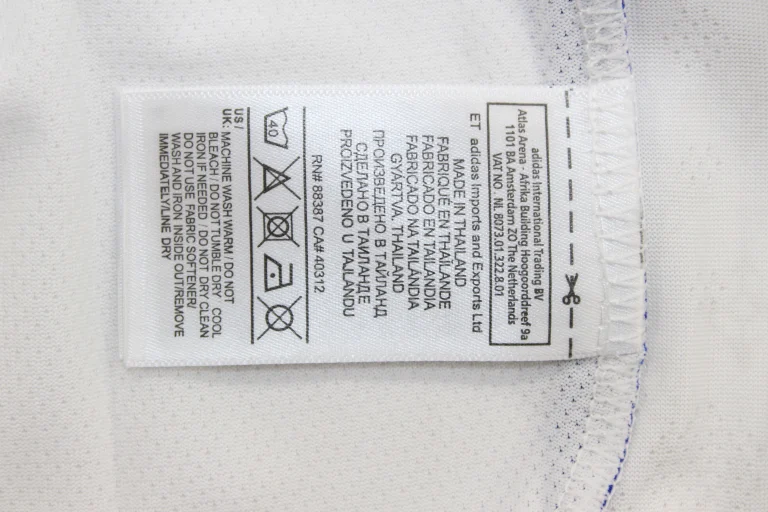 adidas International Trading BV
Atlas Arena - Afrika Building Hoogoorddreef 9a
1101 BA Amsterdam ZO The Netherlands
VAT NO . NL 8073.01.322.8.01
ET adidas Imports and Exports Ltd
MADE IN THAILAND
FABRIQUÉ EN THAÏLANDE
FABRICADO EN TAILANDIA
FABRICADO NA TAILÂNDIA
GYÁRTVA. THAILAND
ПРОИЗВЕДЕНО В ТАЙЛАНД
СДЕЛАНО В ТАИЛАНДЕ
PROIZVEDENO U TAJLANDU
RN# 88387 CA# 40312
40
US /
UK: MACHINE WASH WARM / DO NOT
BLEACH / DO NOT TUMBLE DRY COOL
IRON IF NEEDED / DO NOT DRY CLEAN
DO NOT USE FABRIC SOFTENER/
WASH AND IRON INSIDE OUT/REMOVE
IMMEDIATELY/LINE DRY